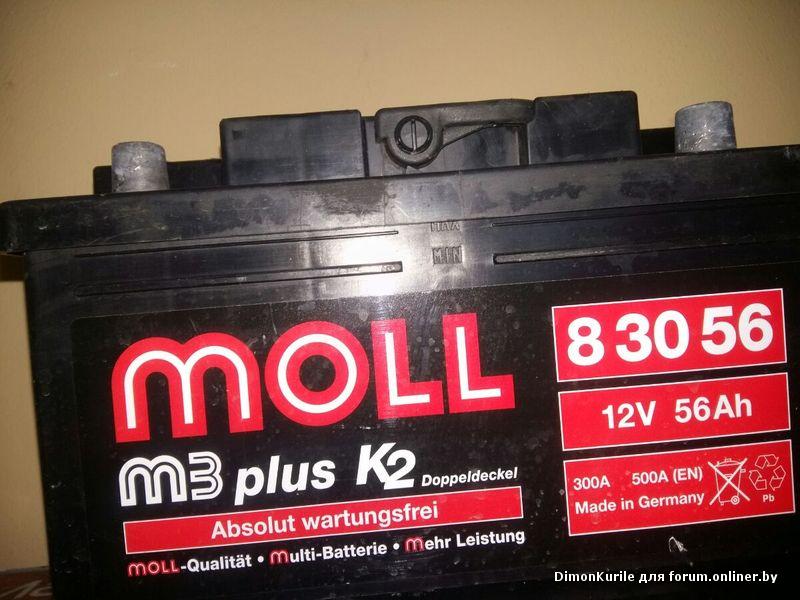 MAX
MIN
MOLL
m3 plus K2 Doppeldeckel
Absolut wartungsfrei
MOLL-Qualität • Multi-Batterie • Mehr Leistung
8 30 56
12V 56Ah
300A 500A (EN)
Made in Germany
Pb
DimonKurile для forum.onliner.by